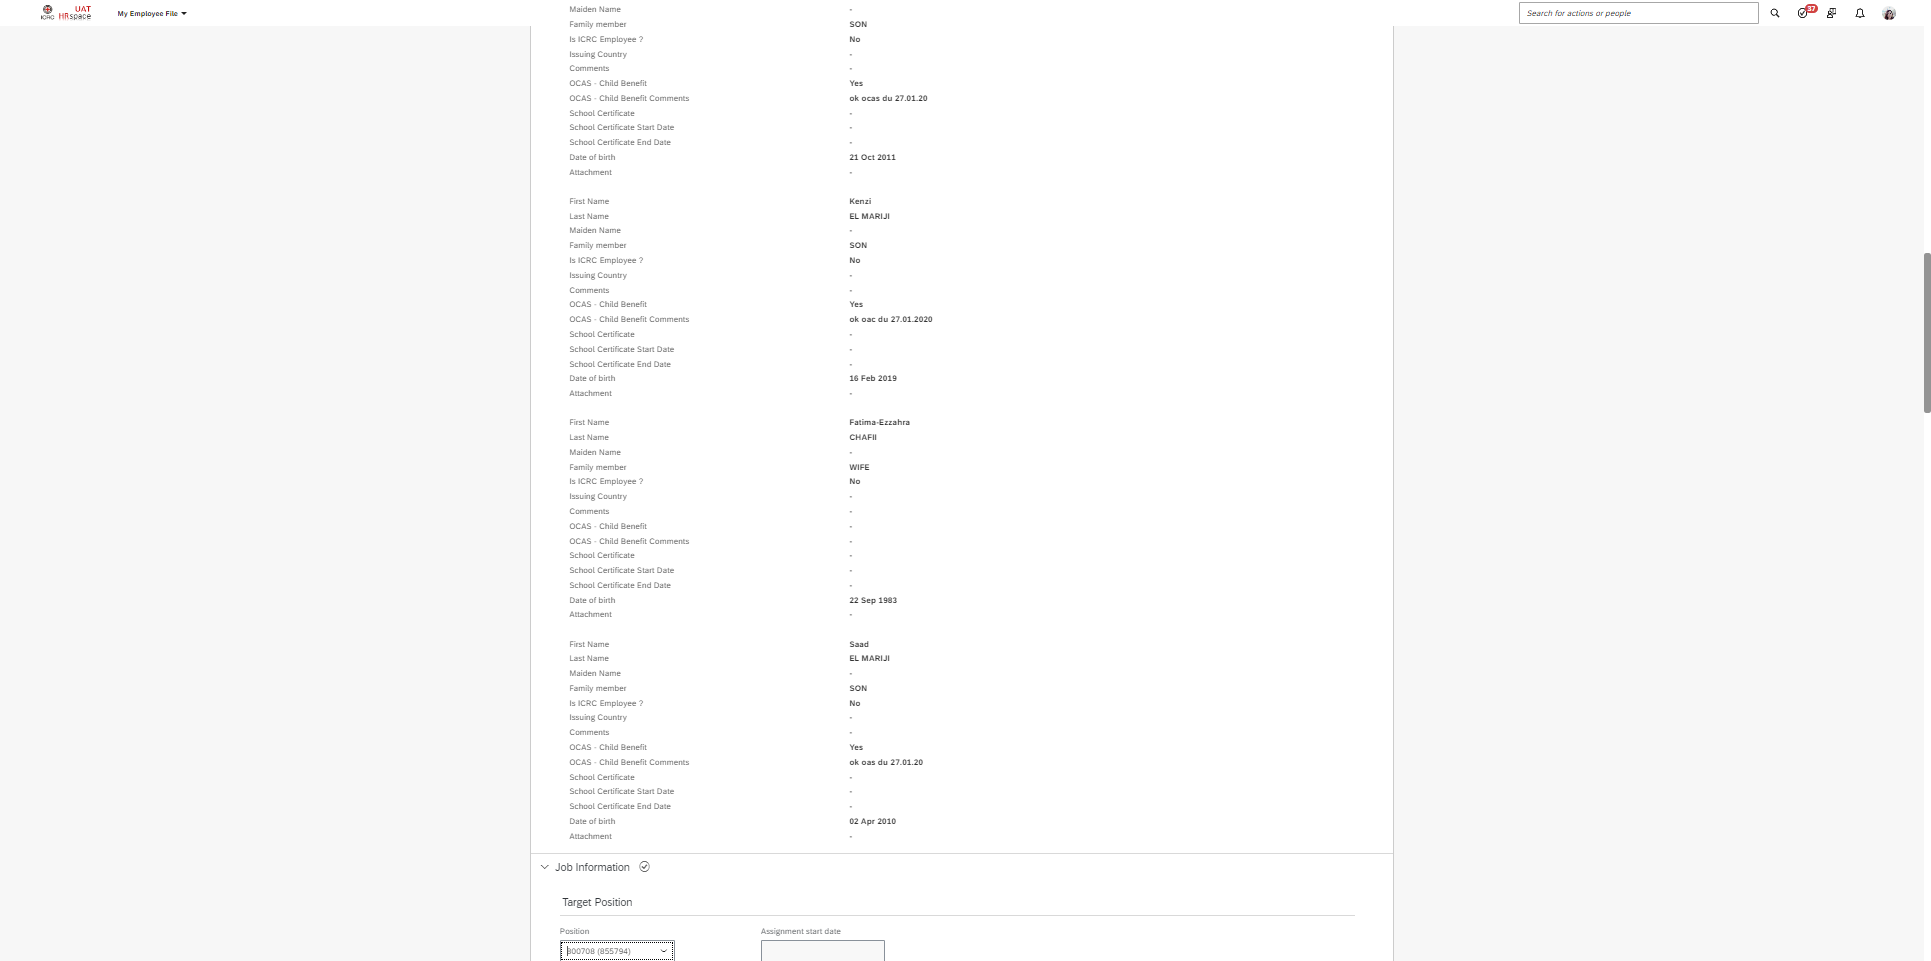 UAT
ICRC HRspace
My Employee File
Search for actions or people
37
Maiden Name -
Family member SON
Is ICRC Employee ? No
Issuing Country -
Comments -
OCAS - Child Benefit Yes
OCAS - Child Benefit Comments ok ocas du 27.01.20
School Certificate -
School Certificate Start Date -
School Certificate End Date -
Date of birth 21 Oct 2011
Attachment -
First Name Kenzi
Last Name EL MARIJI
Maiden Name -
Family member SON
Is ICRC Employee ? No
Issuing Country -
Comments -
OCAS - Child Benefit Yes
OCAS - Child Benefit Comments ok oac du 27.01.2020
School Certificate -
School Certificate Start Date -
School Certificate End Date -
Date of birth 16 Feb 2019
Attachment -
First Name Fatima-Ezzahra
Last Name CHAFII
Maiden Name -
Family member WIFE
Is ICRC Employee ? No
Issuing Country -
Comments -
OCAS - Child Benefit -
OCAS - Child Benefit Comments -
School Certificate -
School Certificate Start Date -
School Certificate End Date -
Date of birth 22 Sep 1983
Attachment -
First Name Saad
Last Name EL MARIJI
Maiden Name -
Family member SON
Is ICRC Employee ? No
Issuing Country -
Comments -
OCAS - Child Benefit Yes
OCAS - Child Benefit Comments ok oas du 27.01.20
School Certificate -
School Certificate Start Date -
School Certificate End Date -
Date of birth 02 Apr 2010
Attachment -
Job Information
Target Position
Position Assignment start date
800708 (855794)